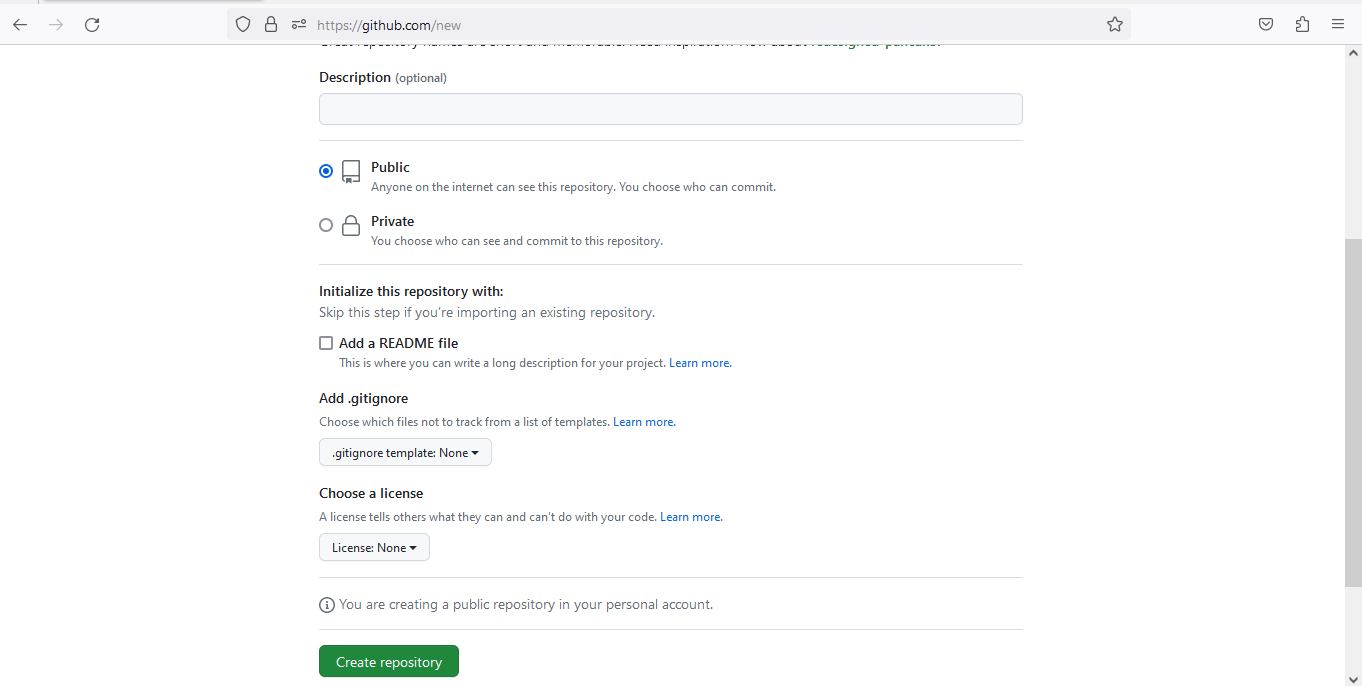 https://github.com/new
Description (optional)
Public
Anyone on the internet can see this repository. You choose who can commit.
Private
You choose who can see and commit to this repository.
Initialize this repository with:
Skip this step if you're importing an existing repository.
Add a README file
This is where you can write a long description for your project. Learn more.
Add .gitignore
Choose which files not to track from a list of templates. Learn more.
.gitignore template: None
Choose a license
A license tells others what they can and can't do with your code. Learn more.
License: None
You are creating a public repository in your personal account.
Create repository